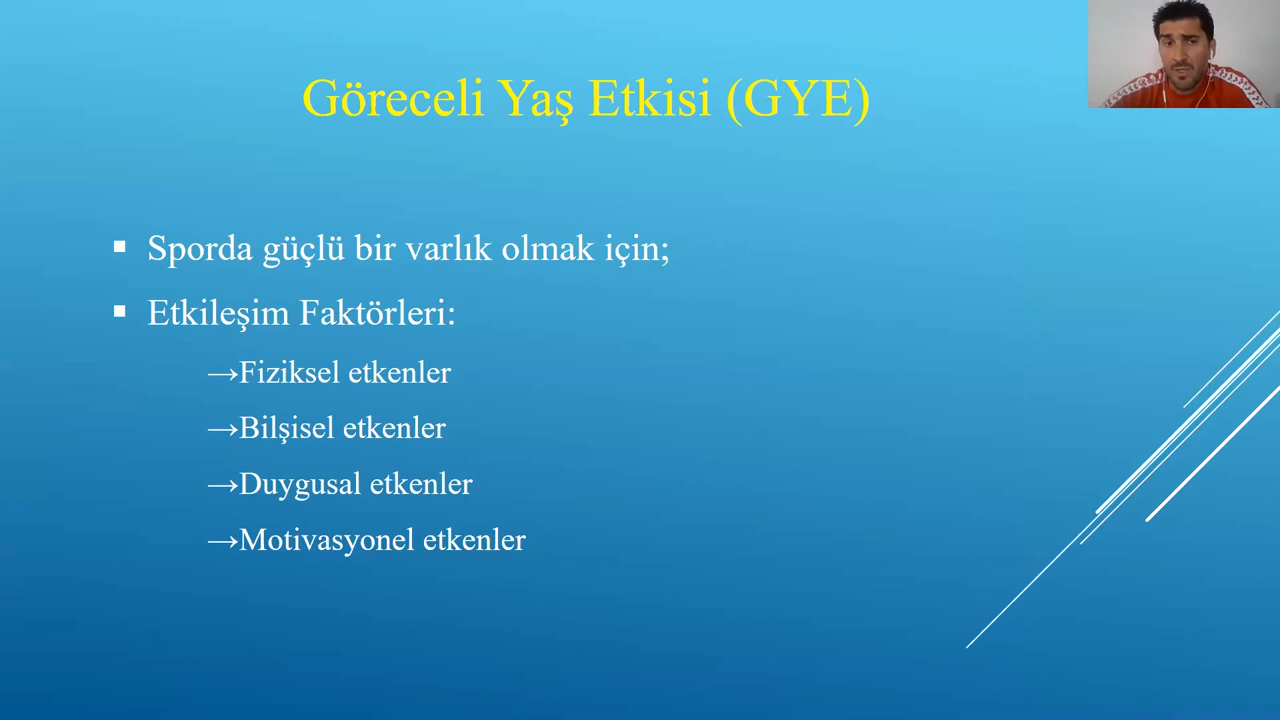 Göreceli Yaş Etkisi (GYE)
▪ Sporda güçlü bir varlık olmak için;
▪ Etkileşim Faktörleri:
→Fiziksel etkenler
→Bilşisel etkenler
→Duygusal etkenler
→Motivasyonel etkenler